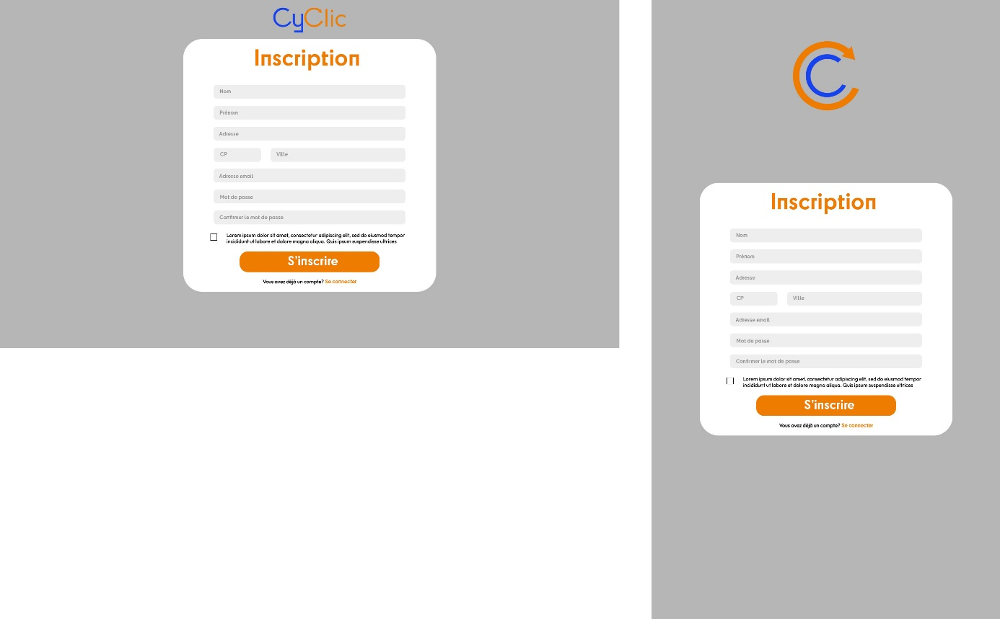 CyClic
Inscription
Nom
Prénom
Adresse
CP Ville
Adresse email
Mot de passe
Confirmer le mot de passe
Lorem ipsum dolor sit amet, consectetur adipiscing elit, sed do eiusmod tempor
incididunt ut labore et dolore magna aliqua. Quis ipsum suspendisse ultrices
S'inscrire
Vous avez déjà un compte? Se connecter
Inscription
Nom
Prénom
Adresse
CP Ville
Adresse email
Mot de passe
Confirmer le mot de passe
Lorem ipsum dolor sit amet, consectetur adipiscing elit, sed do eiusmod tempor
incididunt ut labore et dolore magna aliqua. Quis ipsum suspendisse ultrices
S'inscrire
Vous avez déjà un compte? Se connecter